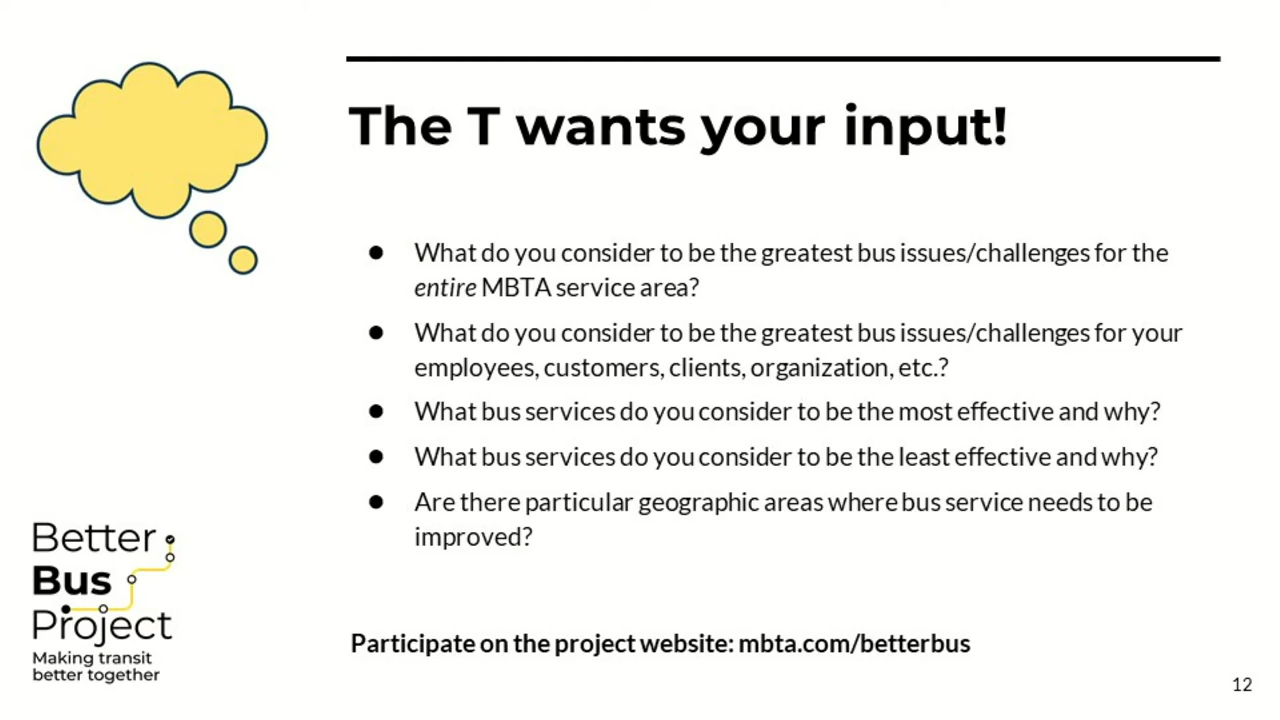 The T wants your input!
● What do you consider to be the greatest bus issues/challenges for the
entire MBTA service area?
● What do you consider to be the greatest bus issues/challenges for your
employees, customers, clients, organization, etc.?
● What bus services do you consider to be the most effective and why?
● What bus services do you consider to be the least effective and why?
● Are there particular geographic areas where bus service needs to be
improved?
Better
Bus
Project
Making transit
better together
Participate on the project website: mbta.com/betterbus
12